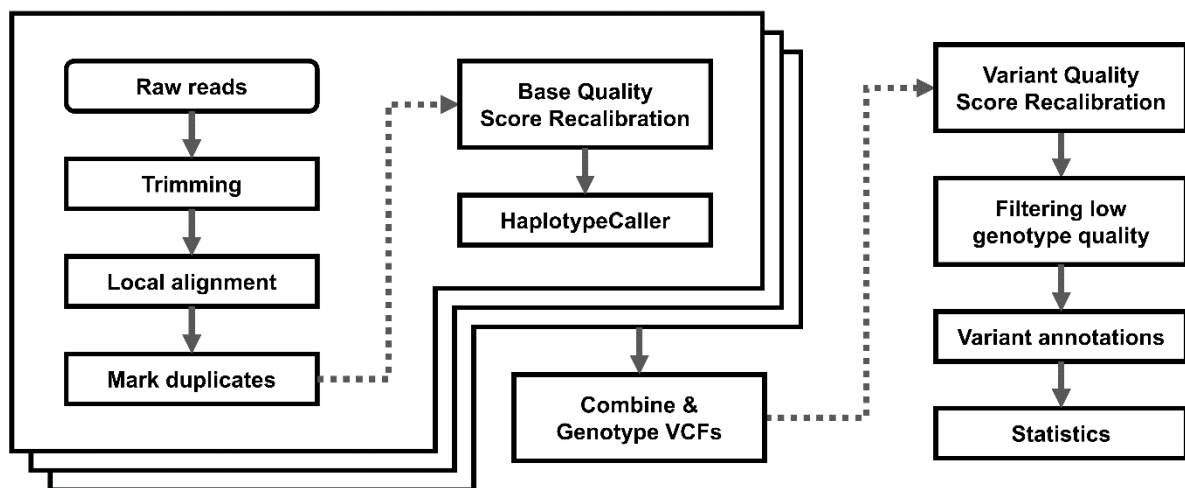 Raw reads
Trimming
Local alignment
Mark duplicates
Base Quality
Score Recalibration
HaplotypeCaller
Combine &
Genotype VCFs
Variant Quality
Score Recalibration
Filtering low
genotype quality
Variant annotations
Statistics